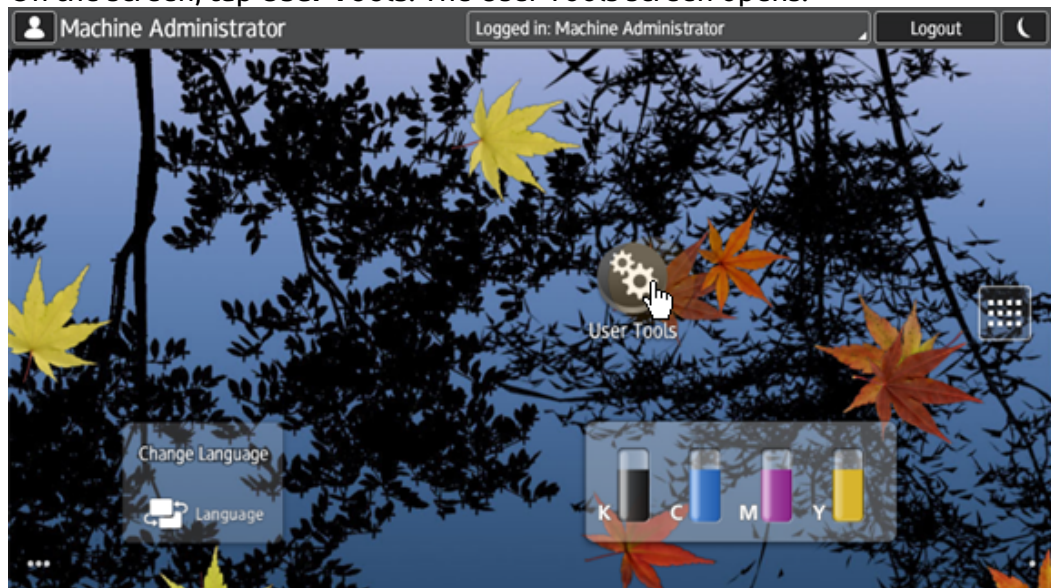 On the screen, tap User Tools. The User Tools screen opens.
Machine Administrator
Logged in: Machine Administrator
Logout
User Tools
Change Language
Language
K
C
M
Y